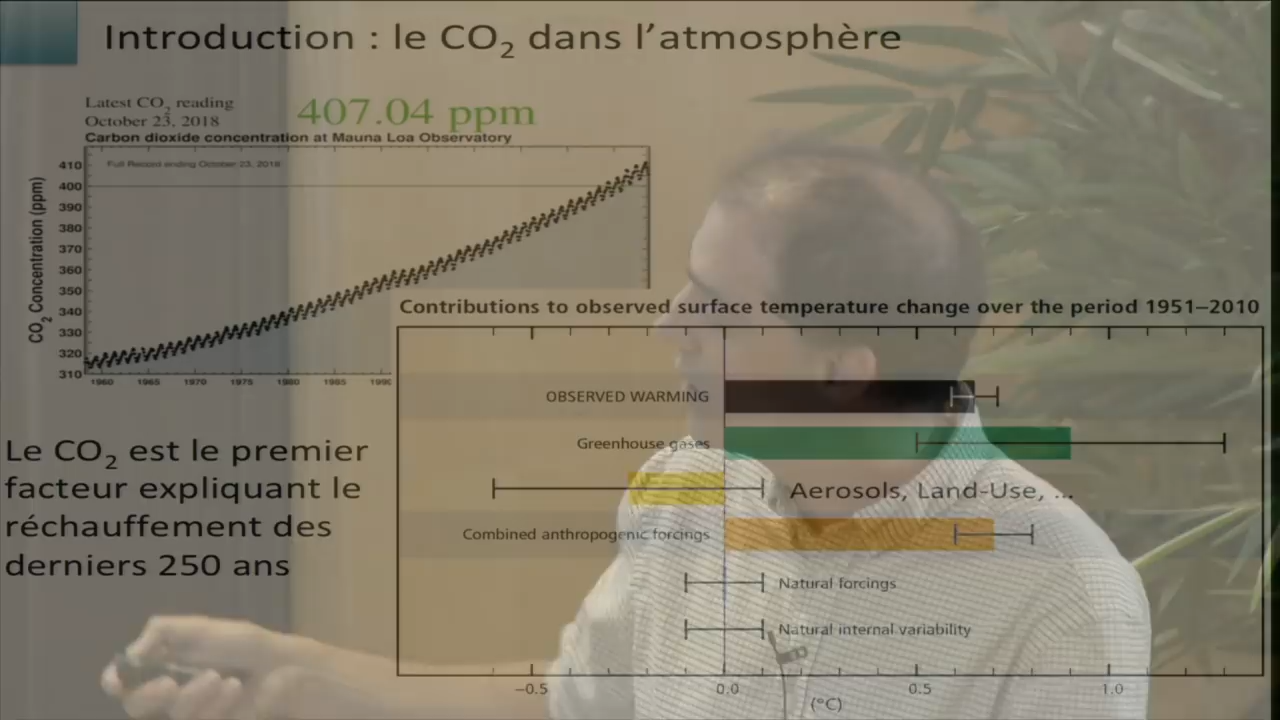 Introduction : le CO₂ dans l'atmosphère
Latest CO₂ reading
October 23, 2018
407.04 ppm
Carbon dioxide concentration at Mauna Loa Observatory
Full Record ending October 23, 2018
CO₂ Concentration (ppm)
410
400
390
380
370
360
350
340
330
320
310
1960 1965 1970 1975 1980 1985 1990
Le CO₂ est le premier
facteur expliquant le
réchauffement des
derniers 250 ans
Contributions to observed surface temperature change over the period 1951–2010
OBSERVED WARMING
Greenhouse gases
Aerosols, Land-Use, ...
Combined anthropogenic forcings
Natural forcings
Natural internal variability
−0.5 0.0 0.5 1.0
(°C)